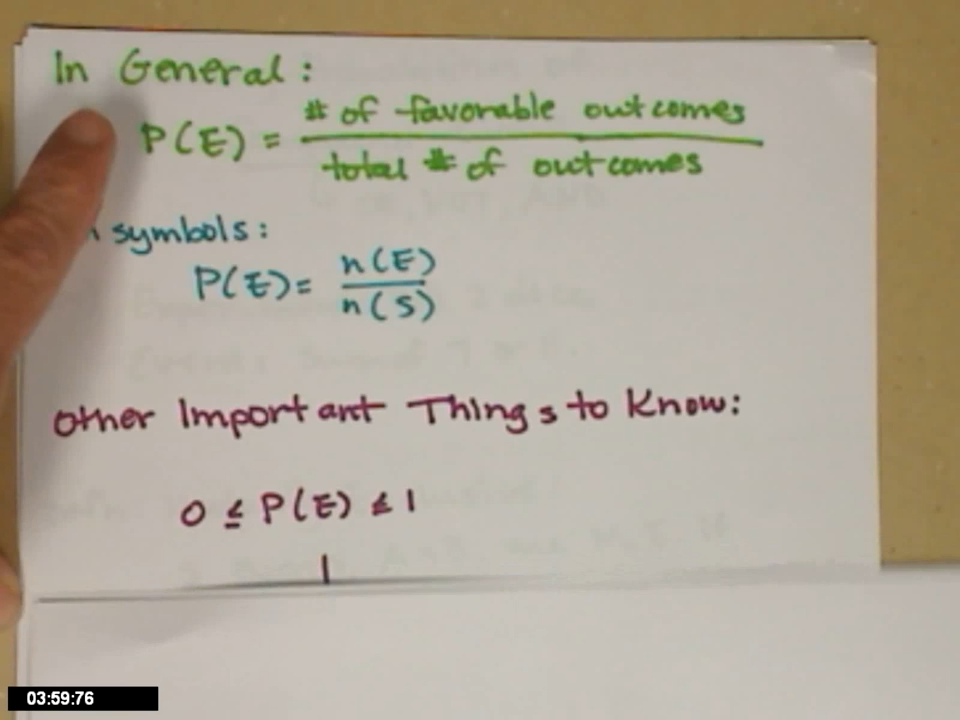 In General:
P(E) = # of favorable outcomes
total # of outcomes
symbols:
P(E) = n(E)
n(S)
Other Important Things to Know:
0 ≤ P(E) ≤ 1
03:59:76